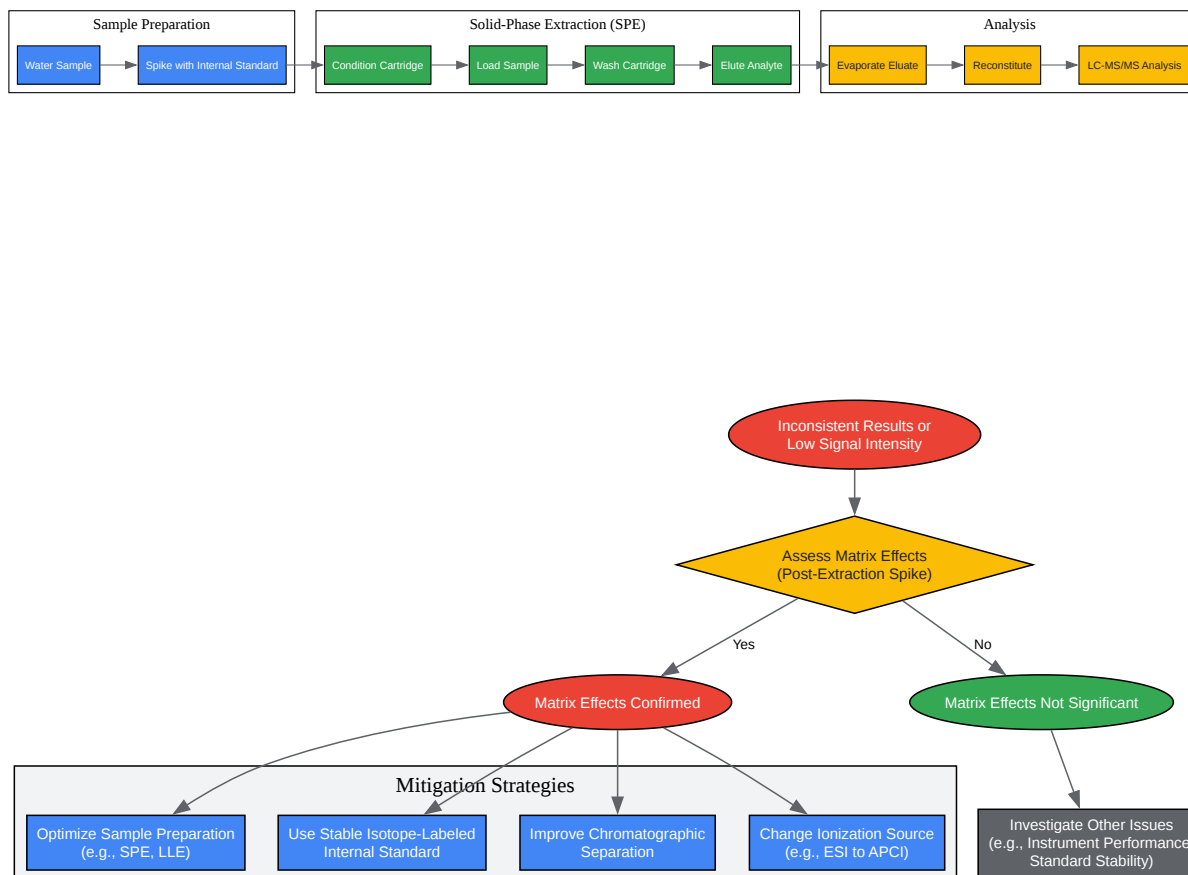 Sample Preparation
Solid-Phase Extraction (SPE)
Analysis
Water Sample
Spike with Internal Standard
Condition Cartridge
Load Sample
Wash Cartridge
Elute Analyte
Evaporate Eluate
Reconstitute
LC-MS/MS Analysis
Inconsistent Results or
Low Signal Intensity
Assess Matrix Effects
(Post-Extraction Spike)
Yes
No
Matrix Effects Confirmed
Matrix Effects Not Significant
Mitigation Strategies
Optimize Sample Preparation
(e.g., SPE, LLE)
Use Stable Isotope-Labeled
Internal Standard
Improve Chromatographic
Separation
Change Ionization Source
(e.g., ESI to APCI)
Investigate Other Issues
(e.g., Instrument Performance
Standard Stability)